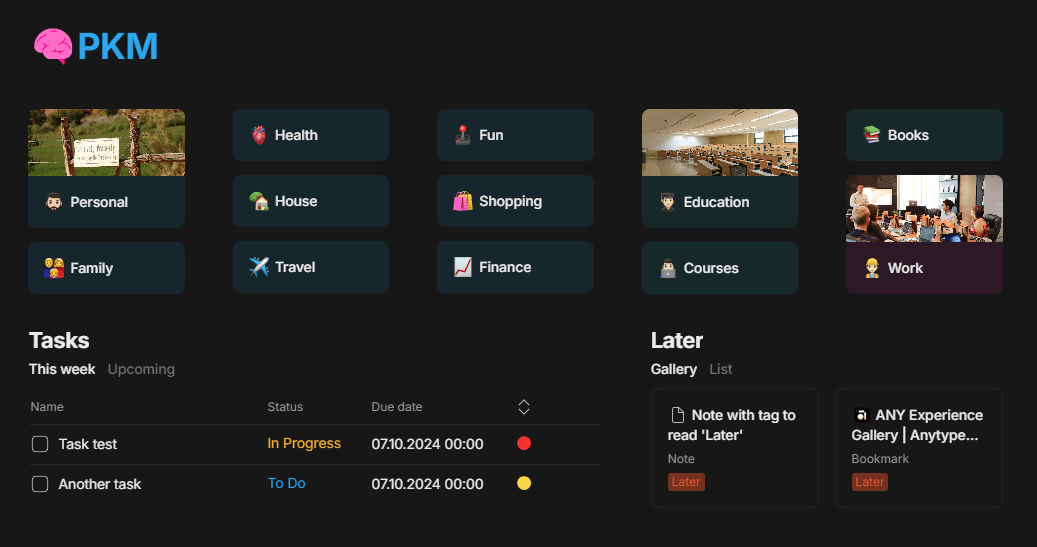 PKM
Personal
Family
Health
House
Travel
Fun
Shopping
Finance
Education
Courses
Books
Work
Tasks
This week Upcoming
Name Status Due date
Task test In Progress 07.10.2024 00:00
Another task To Do 07.10.2024 00:00
Later
Gallery List
Note with tag to
read 'Later'
Note
Later
ANY Experience
Gallery | Anytype...
Bookmark
Later